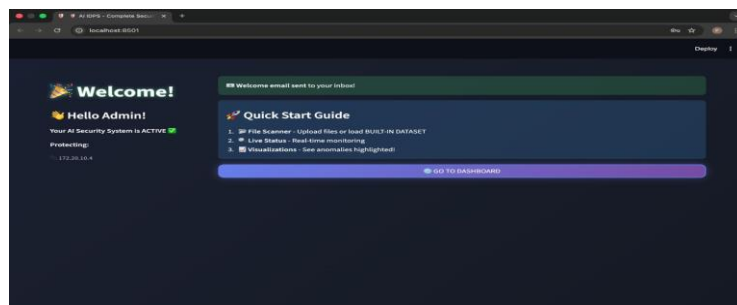 AI IDPS - Complete Secur
localhost:8501
Deploy
🎉 Welcome!
👋 Hello Admin!
Your AI Security System is ACTIVE ✅
Protecting:
172.20.10.4
📧 Welcome email sent to your inbox!
🚀 Quick Start Guide
1. File Scanner - Upload files or load BUILT-IN DATASET
2. Live Status - Real-time monitoring
3. Visualizations - See anomalies highlighted!
GO TO DASHBOARD